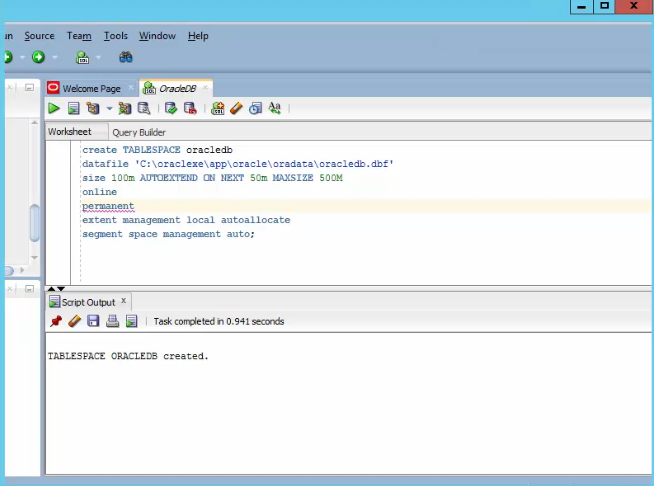 Source Team Tools Window Help
Welcome Page OracleDB
Worksheet Query Builder
create TABLESPACE oracledb
datafile 'C:\oraclexe\app\oracle\oradata\oracledb.dbf'
size 100m AUTOEXTEND ON NEXT 50m MAXSIZE 500M
online
permanent
extent management local autoallocate
segment space management auto;
Script Output x
Task completed in 0.941 seconds
TABLESPACE ORACLEDB created.